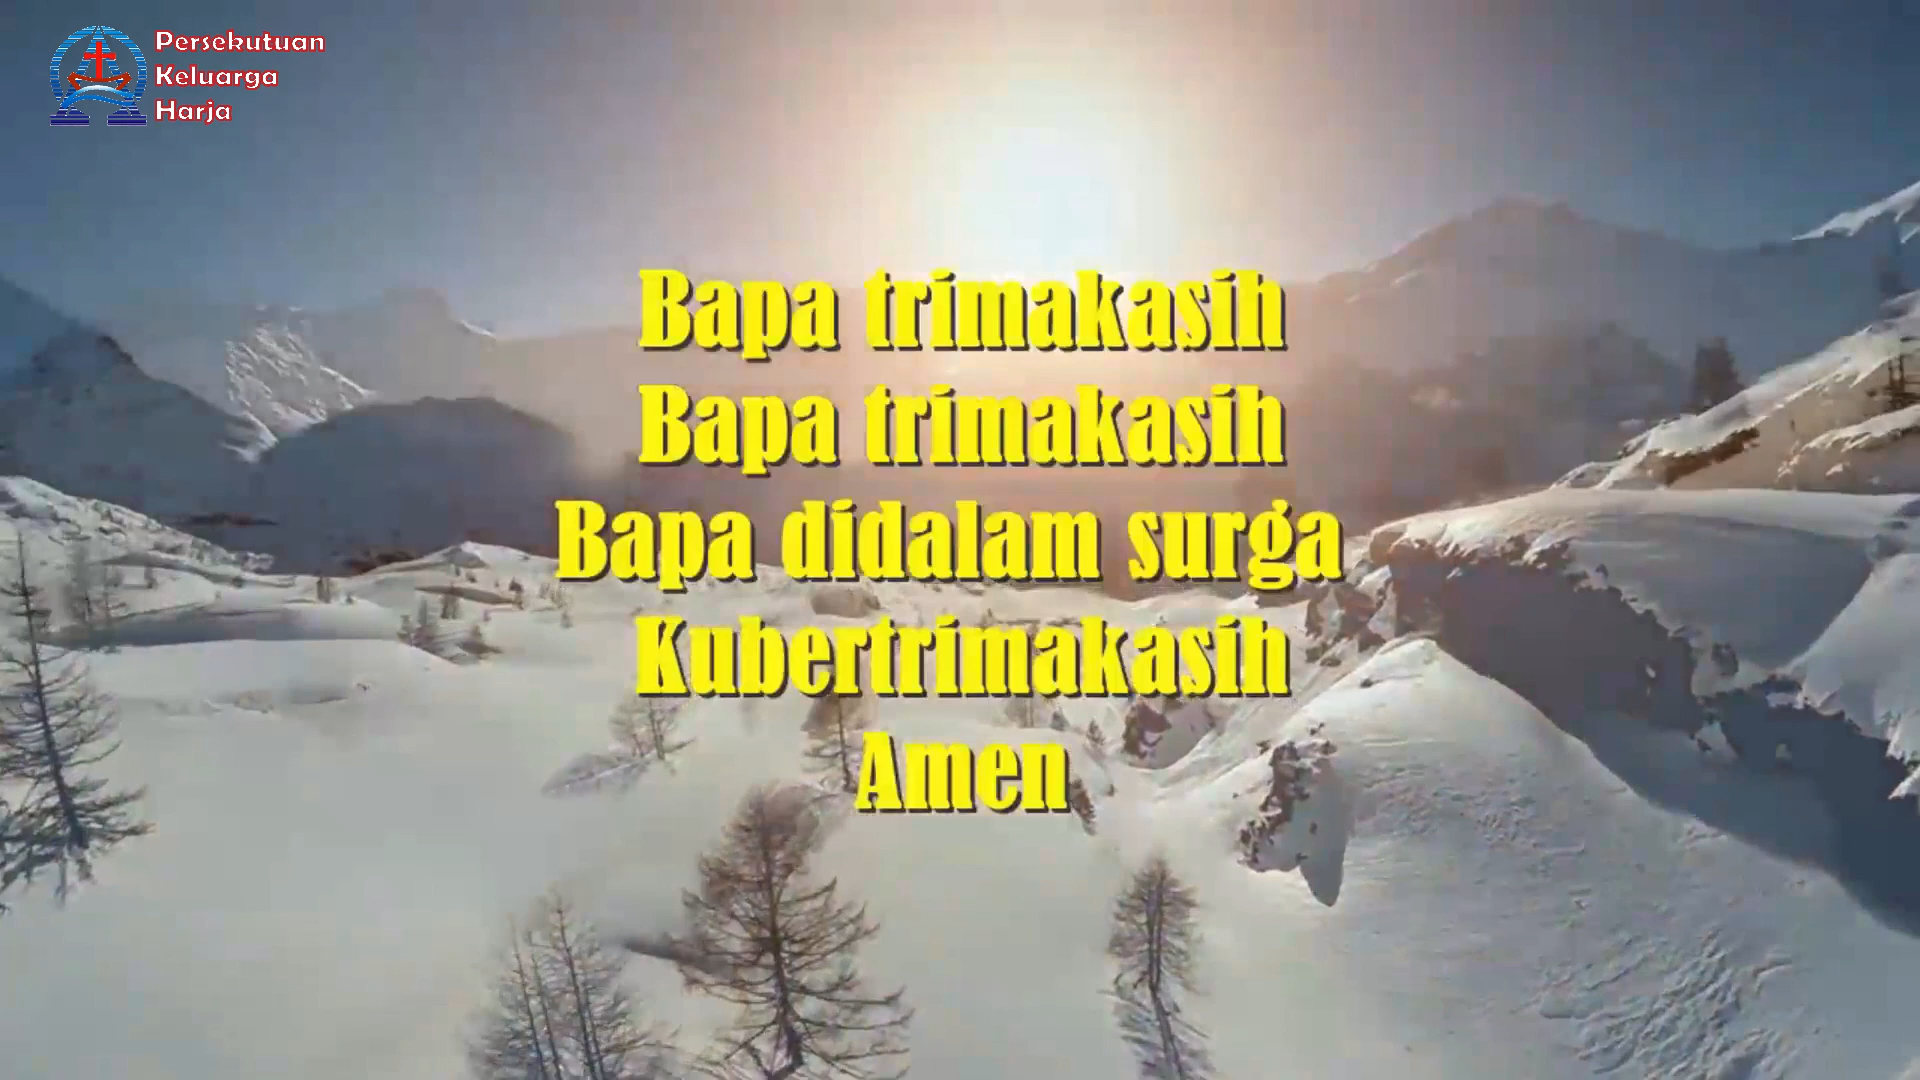 Persekutuan
Keluarga
Harja
Bapa trimakasih
Bapa trimakasih
Bapa didalam surga
Kubertrimakasih
Amen